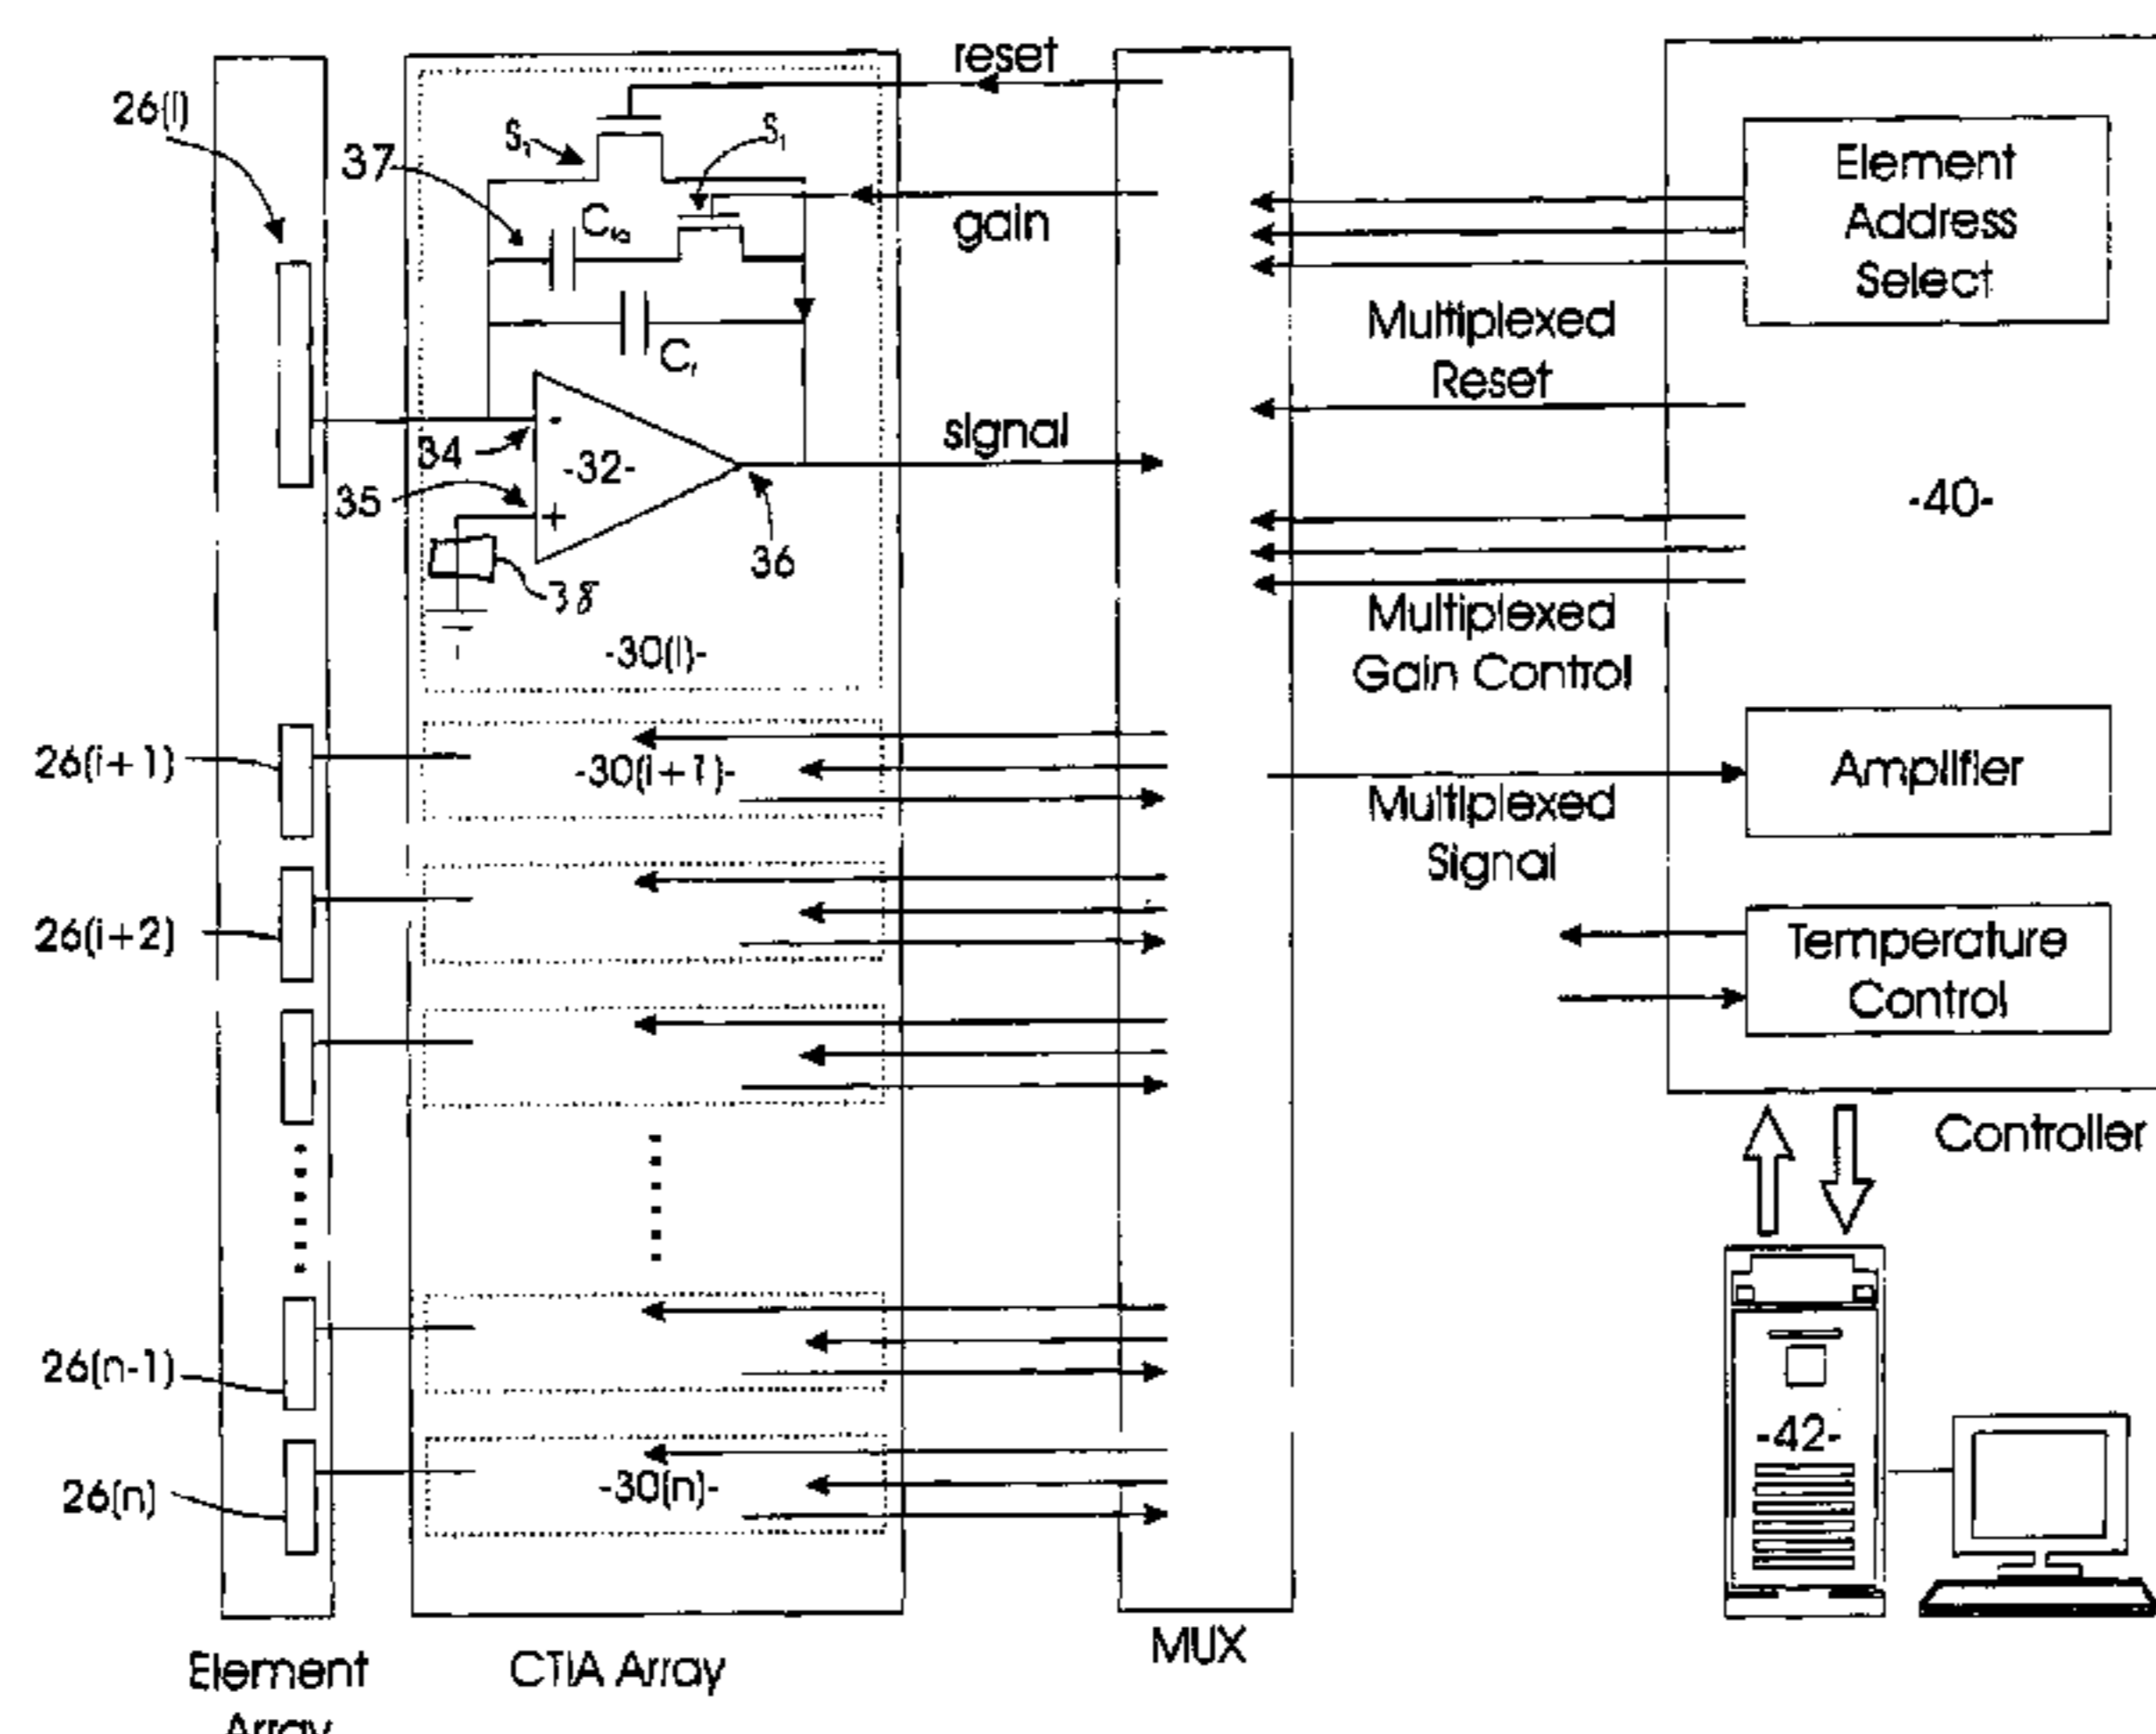 reset
26(i)
S₁
S₁
37
Element
Address
Select
gain
Multiplexed
Reset
signal
34
-32-
-
35
-40-
+
36
38
Multiplexed
Gain Control
-30(i)-
26(i+1)
-30(i+1)-
Amplifier
Multiplexed
Signal
26(i+2)
Temperature
Control
Controller
26(n-1)
-42-
26(n)
-30(n)-
MUX
Element
Array
CTIA Array